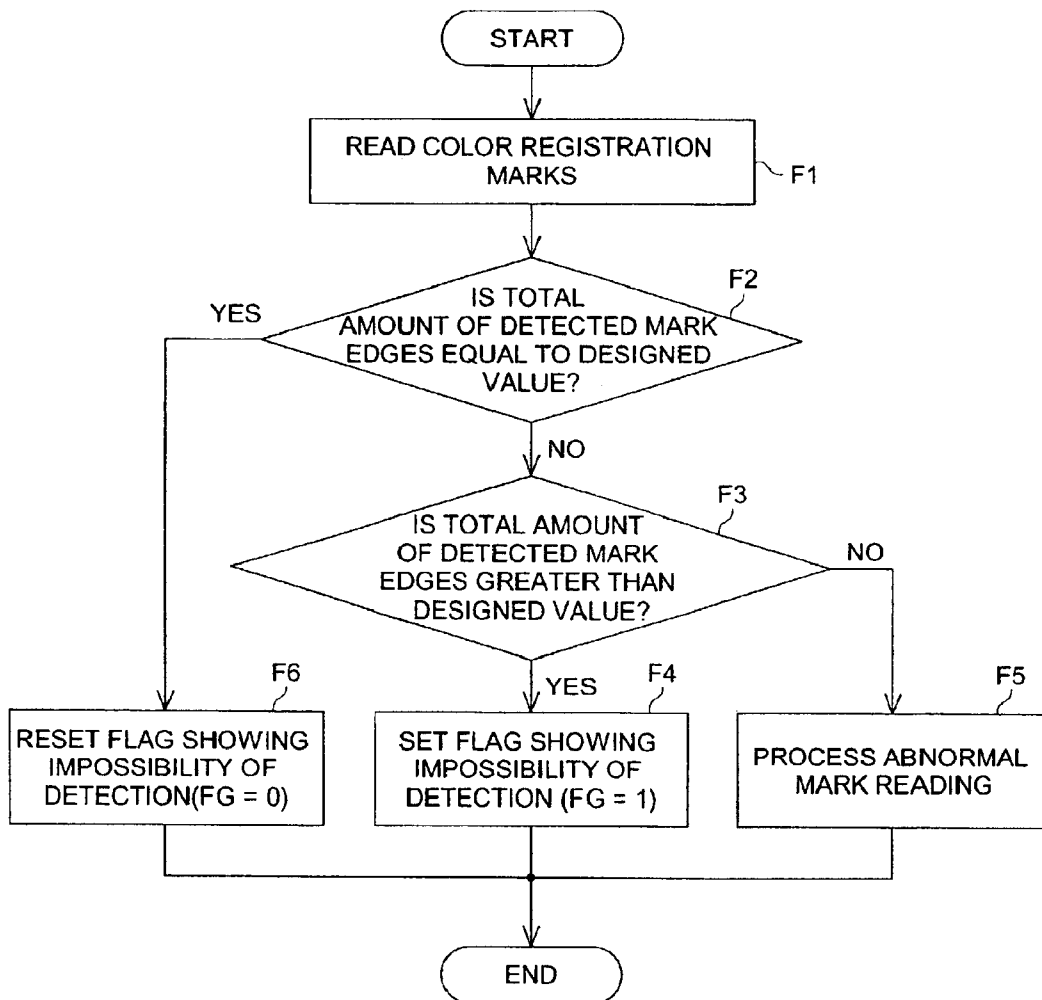 START
READ COLOR REGISTRATION
MARKS
F1
F2
IS TOTAL
AMOUNT OF DETECTED MARK
EDGES EQUAL TO DESIGNED
VALUE?
YES
NO
F3
IS TOTAL AMOUNT
OF DETECTED MARK
EDGES GREATER THAN
DESIGNED VALUE?
NO
YES
F6
RESET FLAG SHOWING
IMPOSSIBILITY OF
DETECTION(FG = 0)
F4
SET FLAG SHOWING
IMPOSSIBILITY OF
DETECTION (FG = 1)
F5
PROCESS ABNORMAL
MARK READING
END